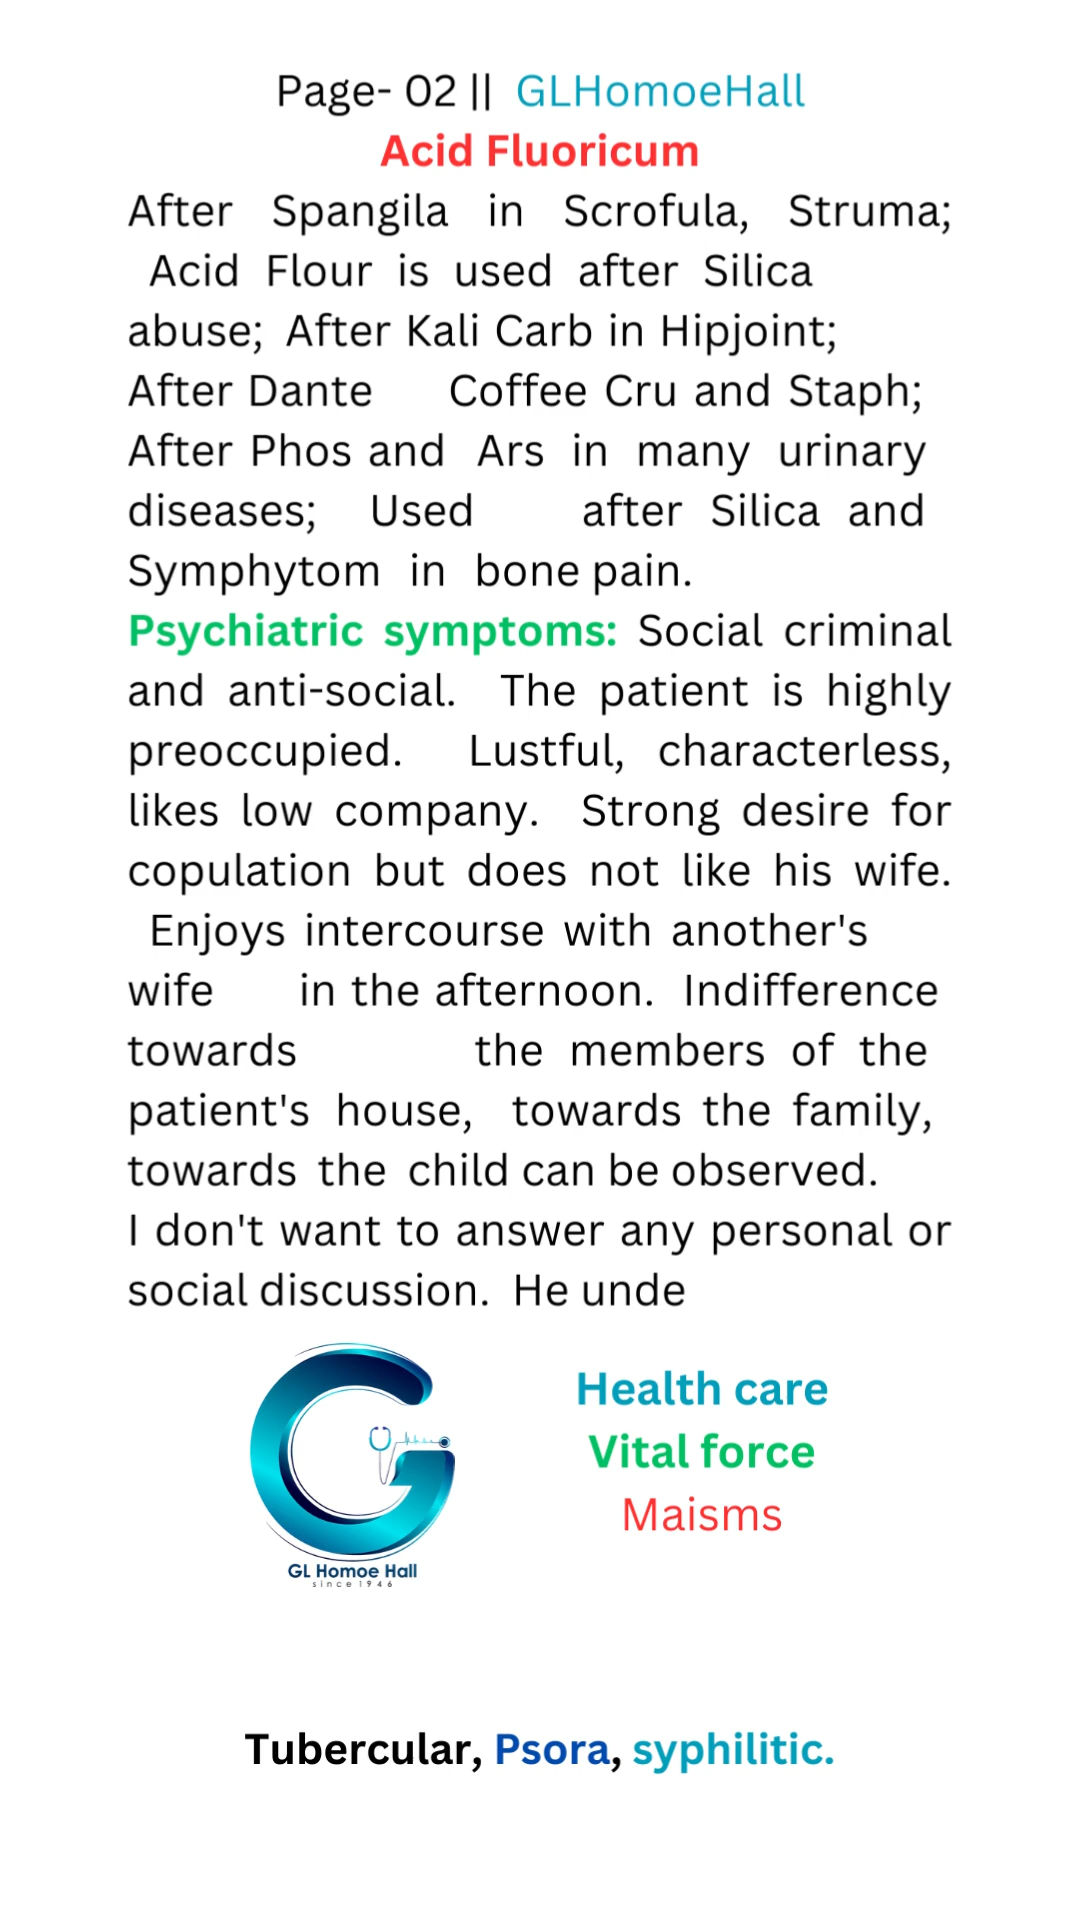 Page- 02 || GLHomoeHall
Acid Fluoricum
After Spangila in Scrofula, Struma;
Acid Flour is used after Silica
abuse; After Kali Carb in Hipjoint;
After Dante Coffee Cru and Staph;
After Phos and Ars in many urinary
diseases; Used after Silica and
Symphytom in bone pain.
Psychiatric symptoms: Social criminal
and anti-social. The patient is highly
preoccupied. Lustful, characterless,
likes low company. Strong desire for
copulation but does not like his wife.
Enjoys intercourse with another's
wife in the afternoon. Indifference
towards the members of the
patient's house, towards the family,
towards the child can be observed.
I don't want to answer any personal or
social discussion. He unde
GL Homoe Hall
since 1946
Health care
Vital force
Maisms
Tubercular, Psora, syphilitic.